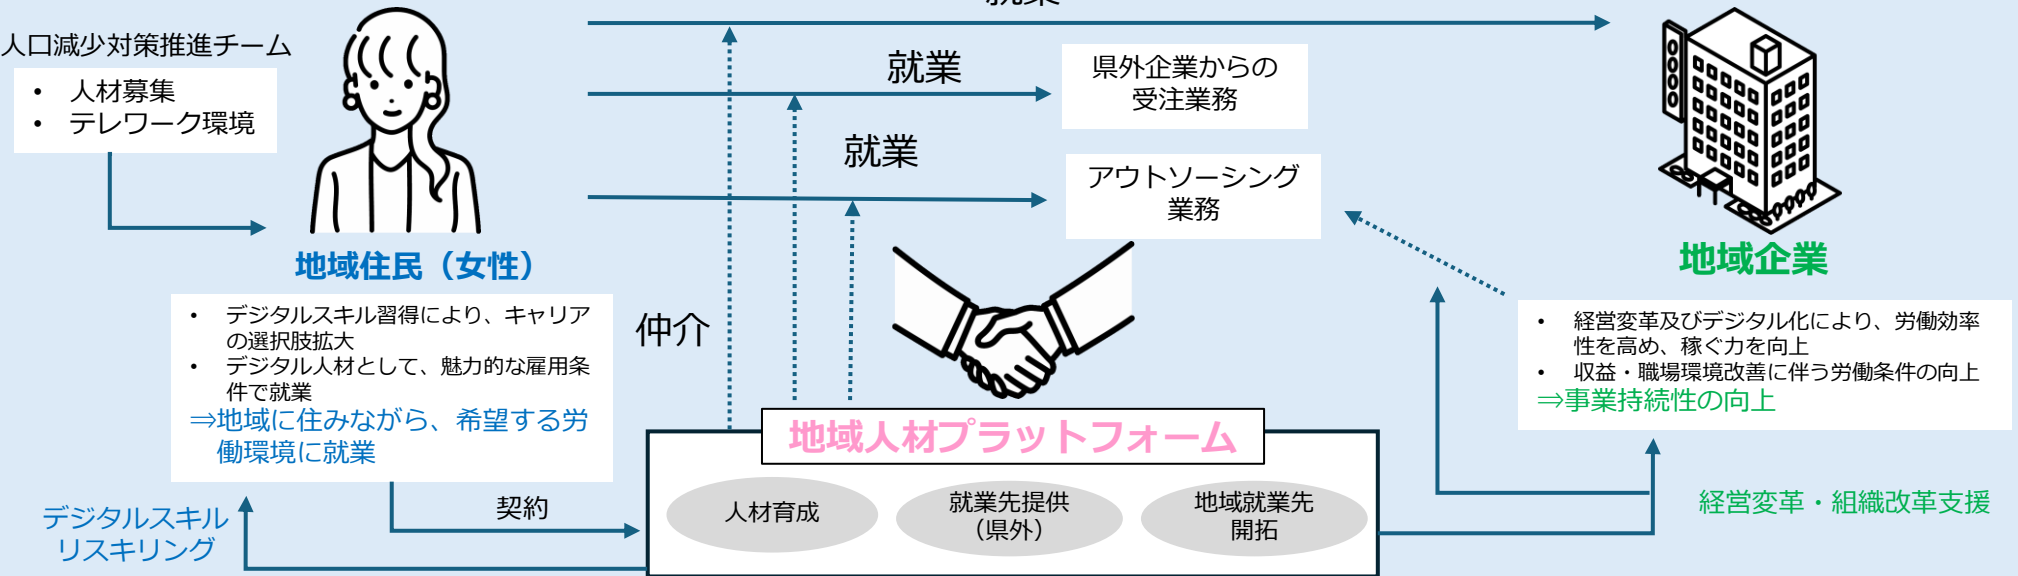 就業
人口減少対策推進チーム
• 人材募集
• テレワーク環境
就業
県外企業からの
受注業務
就業
アウトソーシング
業務
地域住民（女性）
地域企業
• デジタルスキル習得により、キャリア
の選択肢拡大
• デジタル人材として、魅力的な雇用条
件で就業
⇒地域に住みながら、希望する労
働環境に就業
仲介
• 経営変革及びデジタル化により、労働効率
性を高め、稼ぐ力を向上
• 収益・職場環境改善に伴う労働条件の向上
⇒事業持続性の向上
地域人材プラットフォーム
人材育成
就業先提供
（県外）
地域就業先
開拓
契約
デジタルスキル
リスキリング
経営変革・組織改革支援